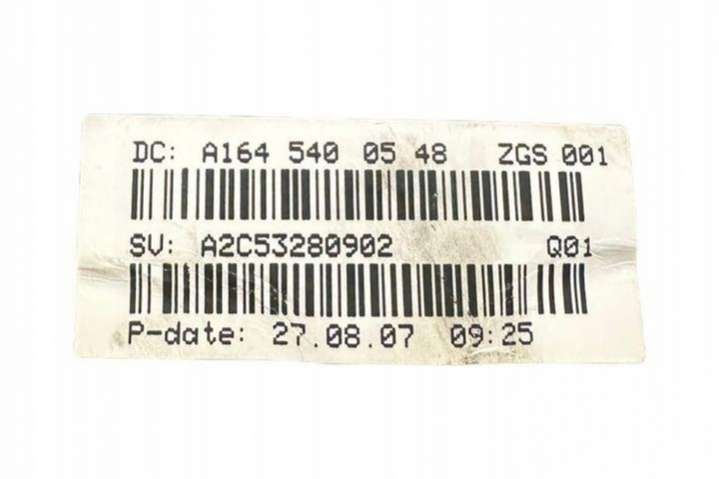 DC: A164 540 05 48 ZGS 001
SV: A2C53280902 Q01
P-date: 27.08.07 09:25